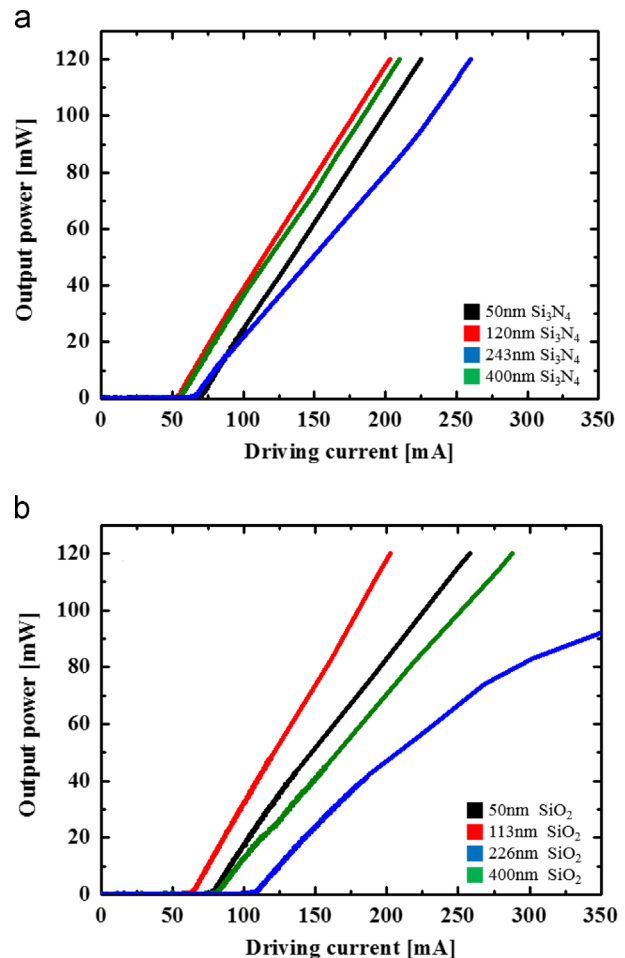 a
Output power [mW]
120
100
80
60
40
20
0
50nm Si₃N₄
120nm Si₃N₄
243nm Si₃N₄
400nm Si₃N₄
0 50 100 150 200 250 300 350
Driving current [mA]
b
Output power [mW]
120
100
80
60
40
20
0
50nm SiO₂
113nm SiO₂
226nm SiO₂
400nm SiO₂
0 50 100 150 200 250 300 350
Driving current [mA]